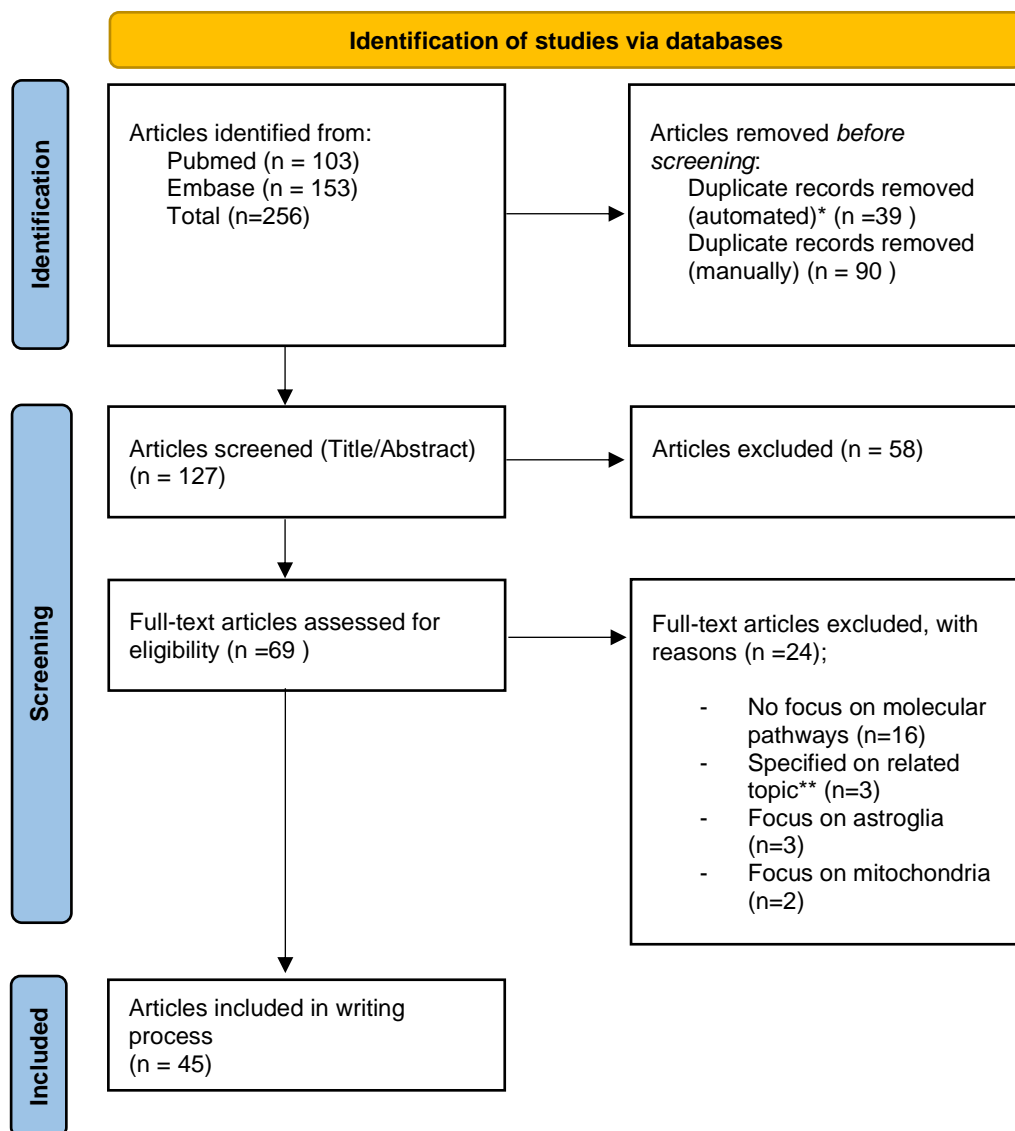 Identification of studies via databases
Identification
Articles identified from:
Pubmed (n = 103)
Embase (n = 153)
Total (n=256)
Articles removed before
screening:
Duplicate records removed
(automated)* (n =39 )
Duplicate records removed
(manually) (n = 90 )
Screening
Articles screened (Title/Abstract)
(n = 127)
Articles excluded (n = 58)
Full-text articles assessed for
eligibility (n =69 )
Full-text articles excluded, with
reasons (n =24);
- No focus on molecular
pathways (n=16)
- Specified on related
topic** (n=3)
- Focus on astroglia
(n=3)
- Focus on mitochondria
(n=2)
Included
Articles included in writing
process
(n = 45)